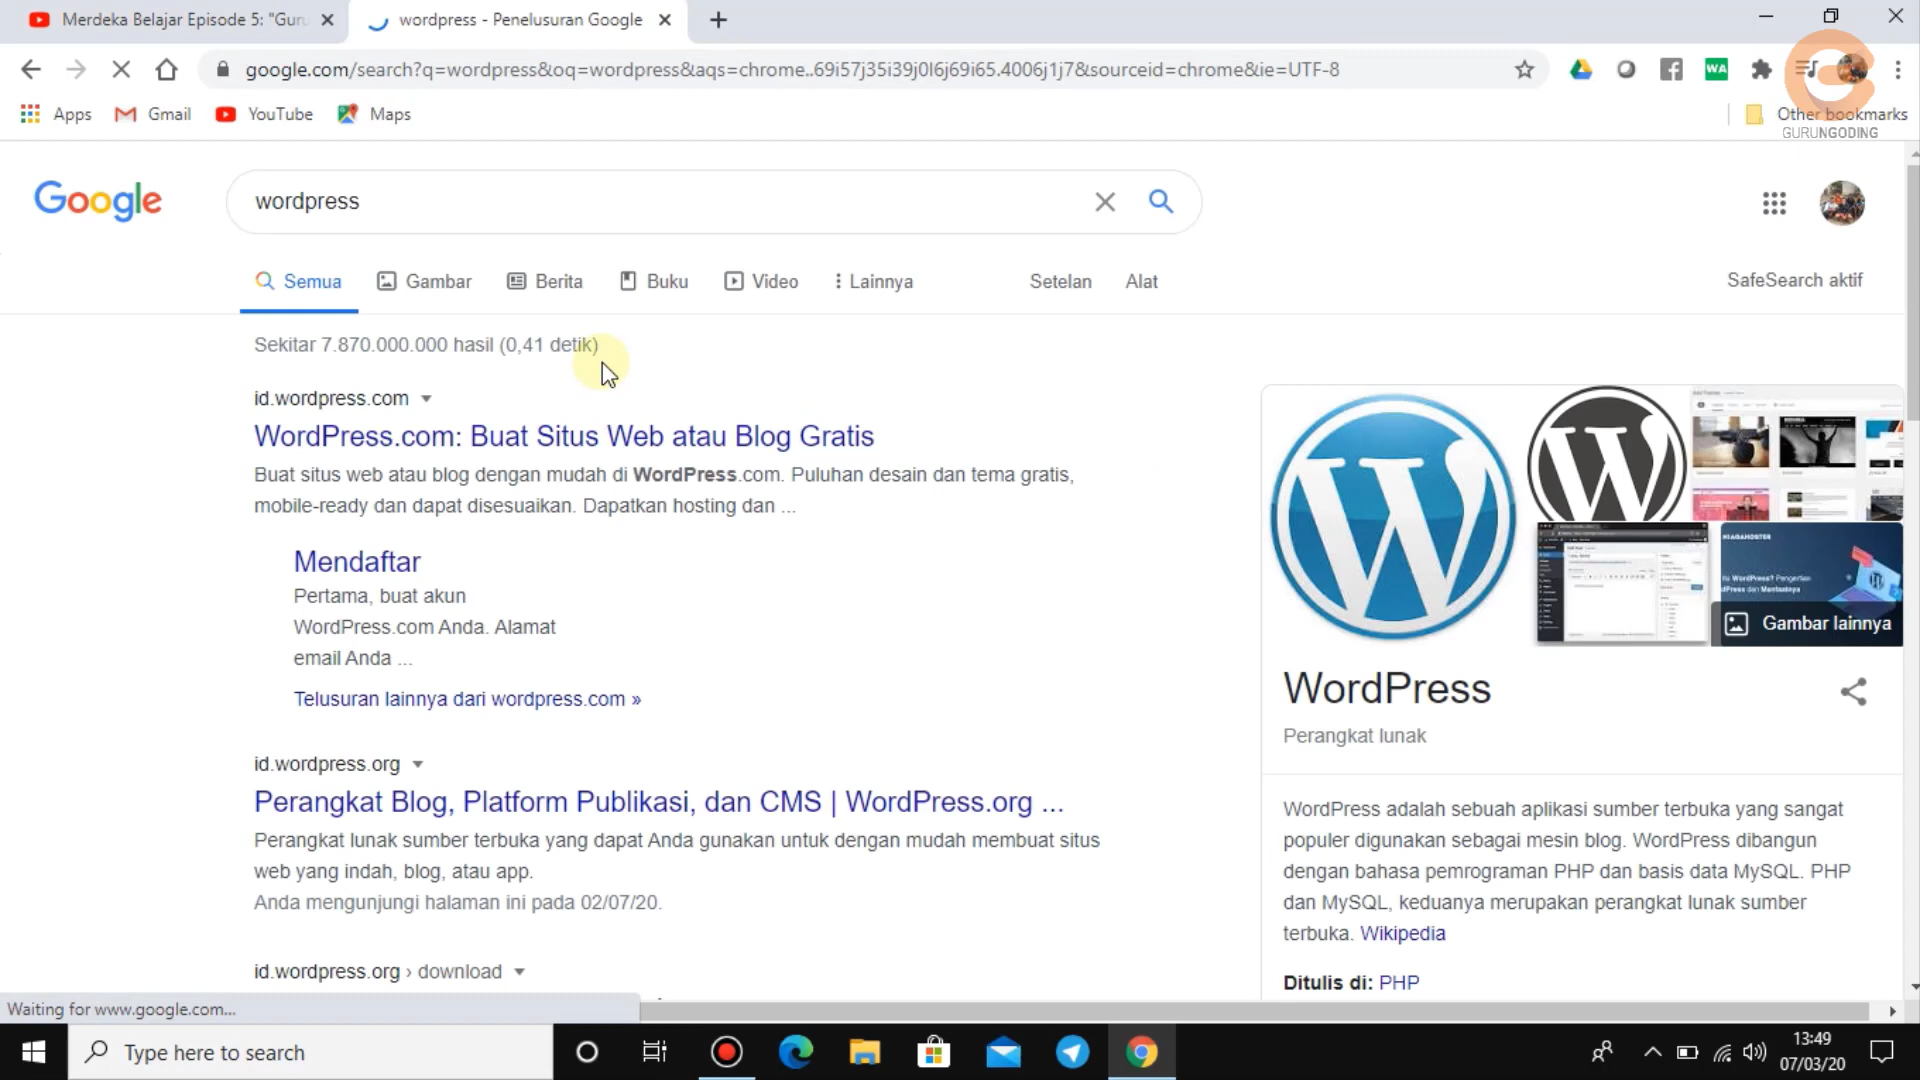 Merdeka Belajar Episode 5: "Guru
wordpress - Penelusuran Google
google.com/search?q=wordpress&oq=wordpress&aqs=chrome..69i57j35i39j0l6j69i65.4006j1j7&sourceid=chrome&ie=UTF-8
WA
Apps
Gmail
YouTube
Maps
Other bookmarks
GURUNGODING
Google
wordpress
Semua
Gambar
Berita
Buku
Video
Lainnya
Setelan
Alat
SafeSearch aktif
Sekitar 7.870.000.000 hasil (0,41 detik)
id.wordpress.com
WordPress.com: Buat Situs Web atau Blog Gratis
Buat situs web atau blog dengan mudah di WordPress.com. Puluhan desain dan tema gratis,
mobile-ready dan dapat disesuaikan. Dapatkan hosting dan ...
Mendaftar
Pertama, buat akun
WordPress.com Anda. Alamat
email Anda ...
Telusuran lainnya dari wordpress.com »
id.wordpress.org
Perangkat Blog, Platform Publikasi, dan CMS | WordPress.org ...
Perangkat lunak sumber terbuka yang dapat Anda gunakan untuk dengan mudah membuat situs
web yang indah, blog, atau app.
Anda mengunjungi halaman ini pada 02/07/20.
id.wordpress.org › download
NIAGAHOSTER
WordPress? Pengertian
dPress dan Manfaatnya
Gambar lainnya
WordPress
Perangkat lunak
WordPress adalah sebuah aplikasi sumber terbuka yang sangat
populer digunakan sebagai mesin blog. WordPress dibangun
dengan bahasa pemrograman PHP dan basis data MySQL. PHP
dan MySQL, keduanya merupakan perangkat lunak sumber
terbuka. Wikipedia
Ditulis di: PHP
Waiting for www.google.com...
Type here to search
13:49
07/03/20